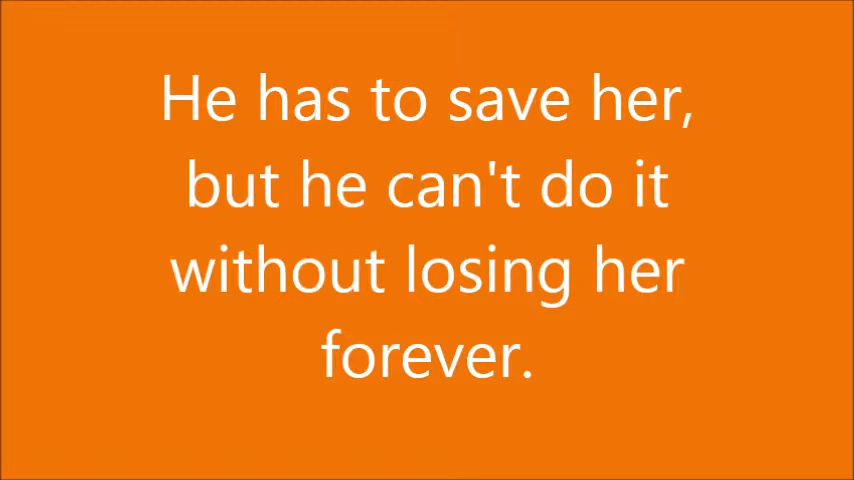 He has to save her,
but he can't do it
without losing her
forever.